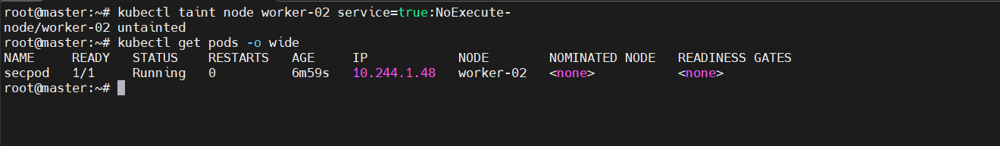 root@master:~# kubectl taint node worker-02 service=true:NoExecute-
node/worker-02 untainted
root@master:~# kubectl get pods -o wide
NAME     READY   STATUS    RESTARTS   AGE     IP            NODE        NOMINATED NODE   READINESS GATES
secpod   1/1     Running   0          6m59s   10.244.1.48   worker-02   <none>           <none>
root@master:~#